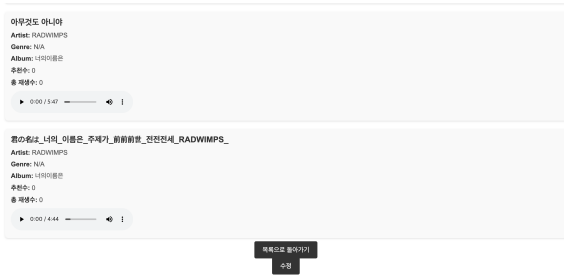 아무것도 아니야
Artist: RADWIMPS
Genre: N/A
Album: 너의이름은
추천수: 0
총 재생수: 0
0:00 / 5:47
君の名は_너의_이름은_주제가_前前前世_전전전세_RADWIMPS_
Artist: RADWIMPS
Genre: N/A
Album: 너의이름은
추천수: 0
총 재생수: 0
0:00 / 4:44
목록으로 돌아가기
수정